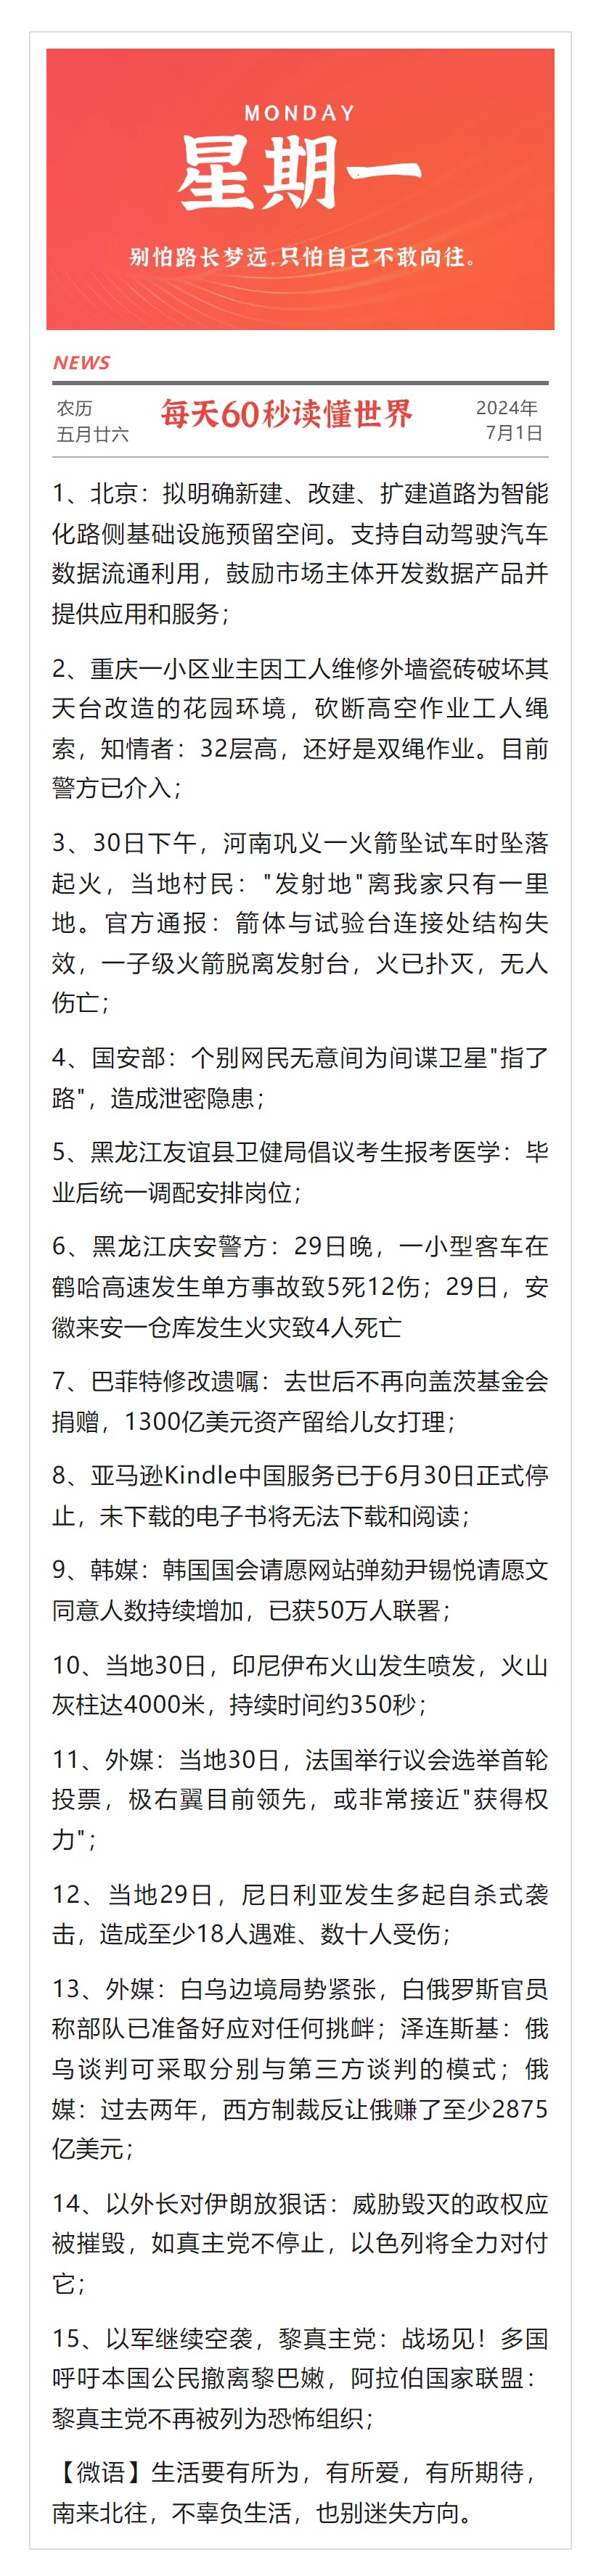 MONDAY
星期一
别怕路长梦远,只怕自己不敢向往。
NEWS
农历
五月廿六
每天60秒读懂世界
2024年
7月1日
1、北京：拟明确新建、改建、扩建道路为智能
化路侧基础设施预留空间。支持自动驾驶汽车
数据流通利用，鼓励市场主体开发数据产品并
提供应用和服务；
2、重庆一小区业主因工人维修外墙瓷砖破坏其
天台改造的花园环境，砍断高空作业工人绳
索，知情者：32层高，还好是双绳作业。目前
警方已介入；
3、30日下午，河南巩义一火箭坠试车时坠落
起火，当地村民："发射地"离我家只有一里
地。官方通报：箭体与试验台连接处结构失
效，一子级火箭脱离发射台，火已扑灭，无人
伤亡；
4、国安部：个别网民无意间为间谍卫星"指了
路"，造成泄密隐患；
5、黑龙江友谊县卫健局倡议考生报考医学：毕
业后统一调配安排岗位；
6、黑龙江庆安警方：29日晚，一小型客车在
鹤哈高速发生单方事故致5死12伤；29日，安
徽来安一仓库发生火灾致4人死亡
7、巴菲特修改遗嘱：去世后不再向盖茨基金会
捐赠，1300亿美元资产留给儿女打理；
8、亚马逊Kindle中国服务已于6月30日正式停
止，未下载的电子书将无法下载和阅读；
9、韩媒：韩国国会请愿网站弹劾尹锡悦请愿文
同意人数持续增加，已获50万人联署；
10、当地30日，印尼伊布火山发生喷发，火山
灰柱达4000米，持续时间约350秒；
11、外媒：当地30日，法国举行议会选举首轮
投票，极右翼目前领先，或非常接近"获得权
力"；
12、当地29日，尼日利亚发生多起自杀式袭
击，造成至少18人遇难、数十人受伤；
13、外媒：白乌边境局势紧张，白俄罗斯官员
称部队已准备好应对任何挑衅；泽连斯基：俄
乌谈判可采取分别与第三方谈判的模式；俄
媒：过去两年，西方制裁反让俄赚了至少2875
亿美元；
14、以外长对伊朗放狠话：威胁毁灭的政权应
被摧毁，如真主党不停止，以色列将全力对付
它；
15、以军继续空袭，黎真主党：战场见！多国
呼吁本国公民撤离黎巴嫩，阿拉伯国家联盟：
黎真主党不再被列为恐怖组织；
【微语】生活要有所为，有所爱，有所期待，
南来北往，不辜负生活，也别迷失方向。